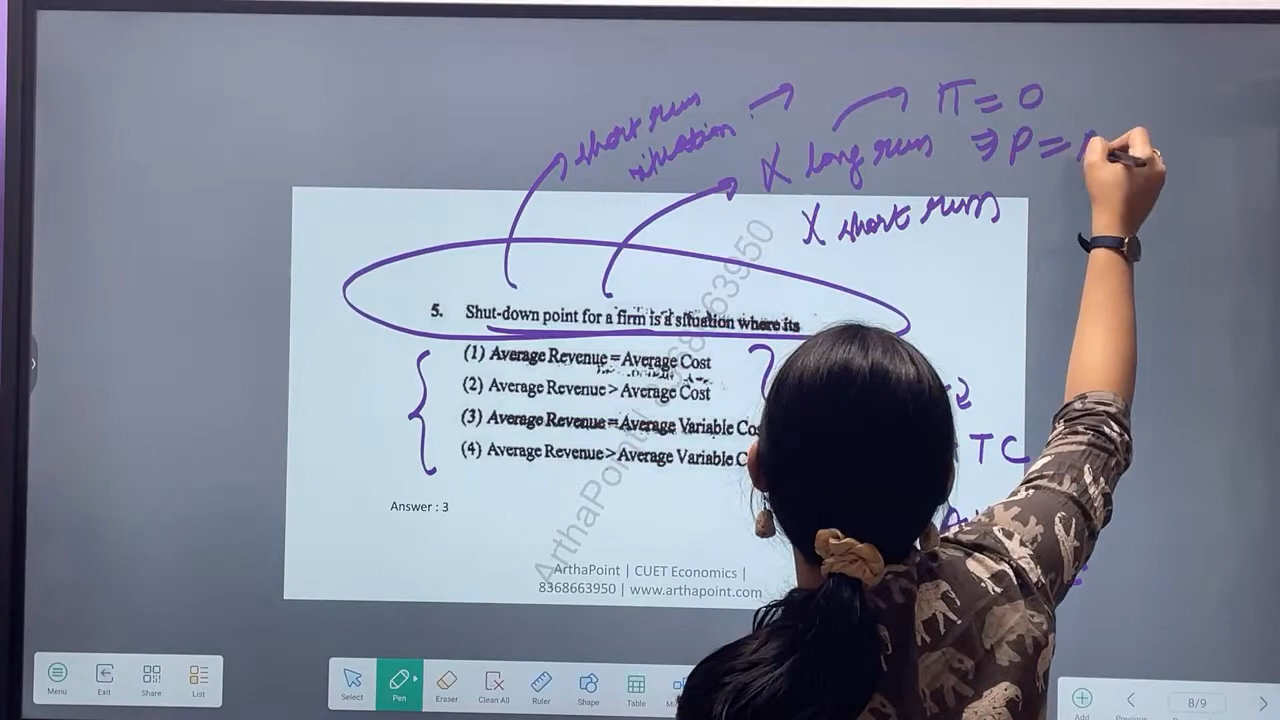 short run
situation
π = 0
X long run ⇒ P =
X short run
5. Shut-down point for a firm is a situation where its
(1) Average Revenue = Average Cost
(2) Average Revenue > Average Cost
(3) Average Revenue = Average Variable Cos
(4) Average Revenue > Average Variable C
TC
Answer : 3
ArthaPoint | 8368663950
ArthaPoint | CUET Economics |
8368663950 | www.arthapoint.com
Menu Exit Share List
Select Pen Eraser Clean All Ruler Shape Table
Add Previous 8/9